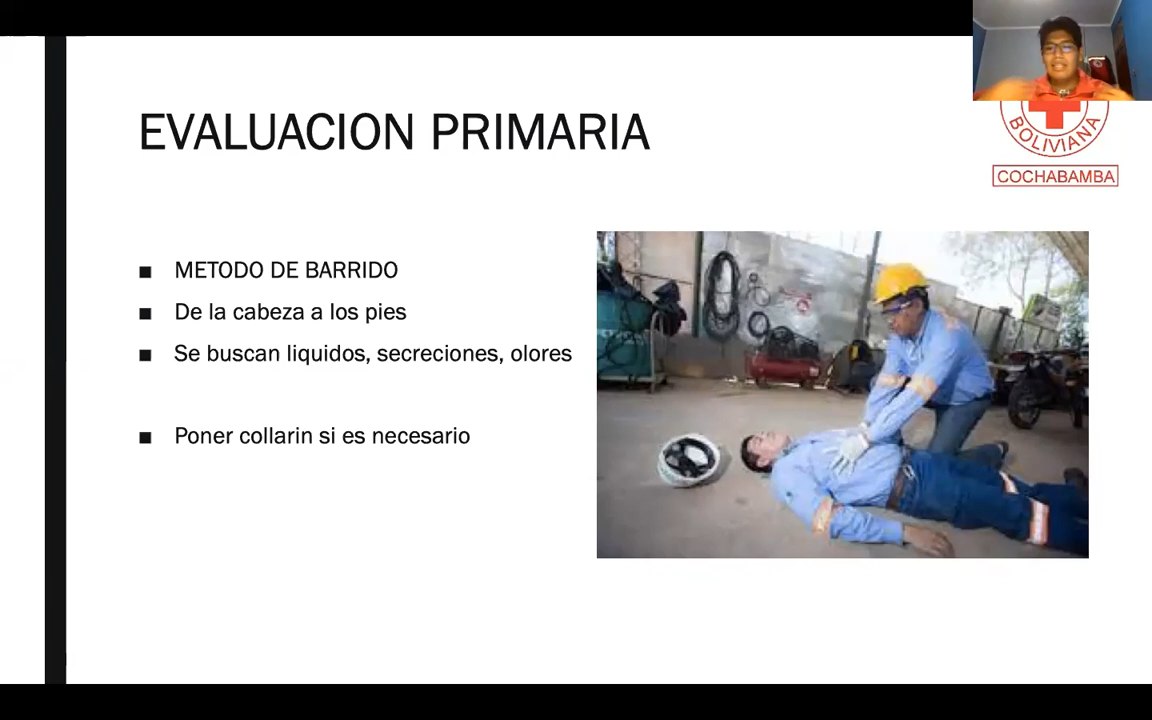 EVALUACION PRIMARIA
BOLIVIANA
COCHABAMBA
■ METODO DE BARRIDO
■ De la cabeza a los pies
■ Se buscan liquidos, secreciones, olores
■ Poner collarin si es necesario